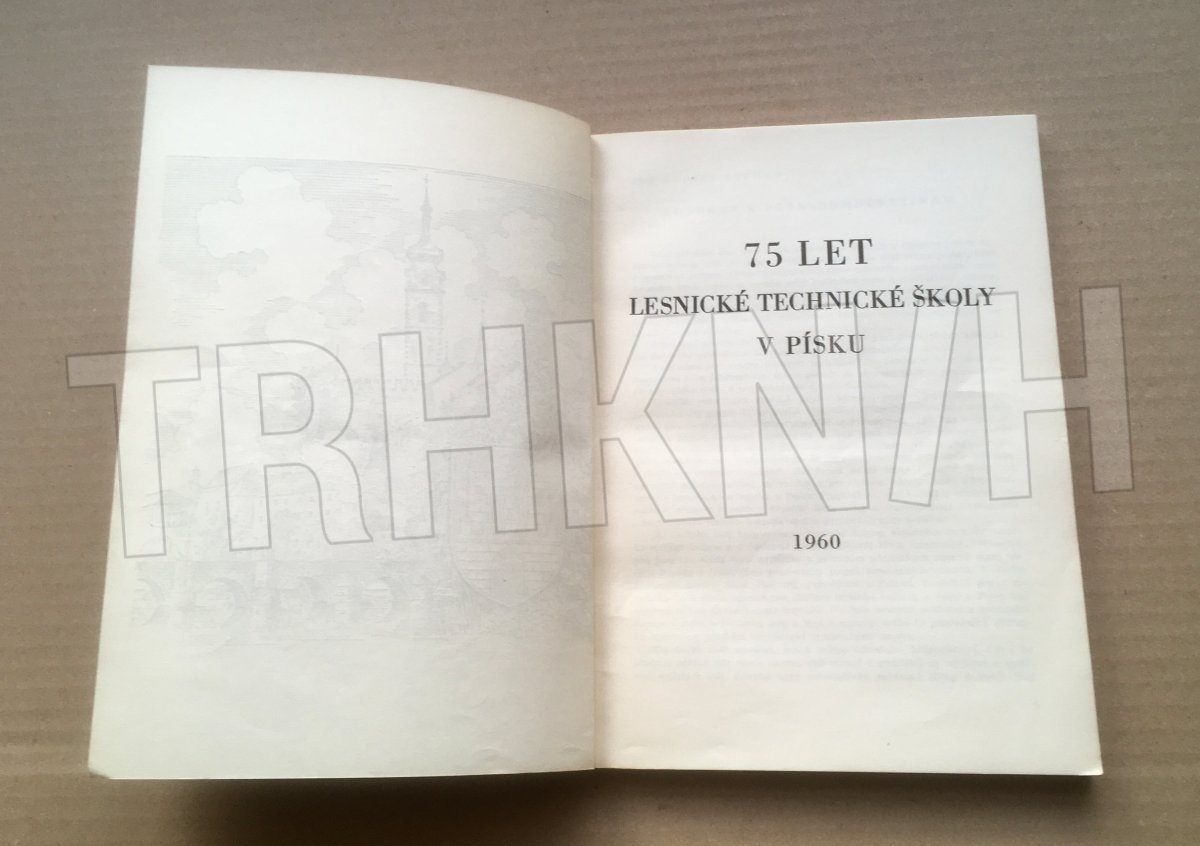 75 LET
LESNICKÉ TECHNICKÉ ŠKOLY
V PÍSKU
TRHKNIH
1960